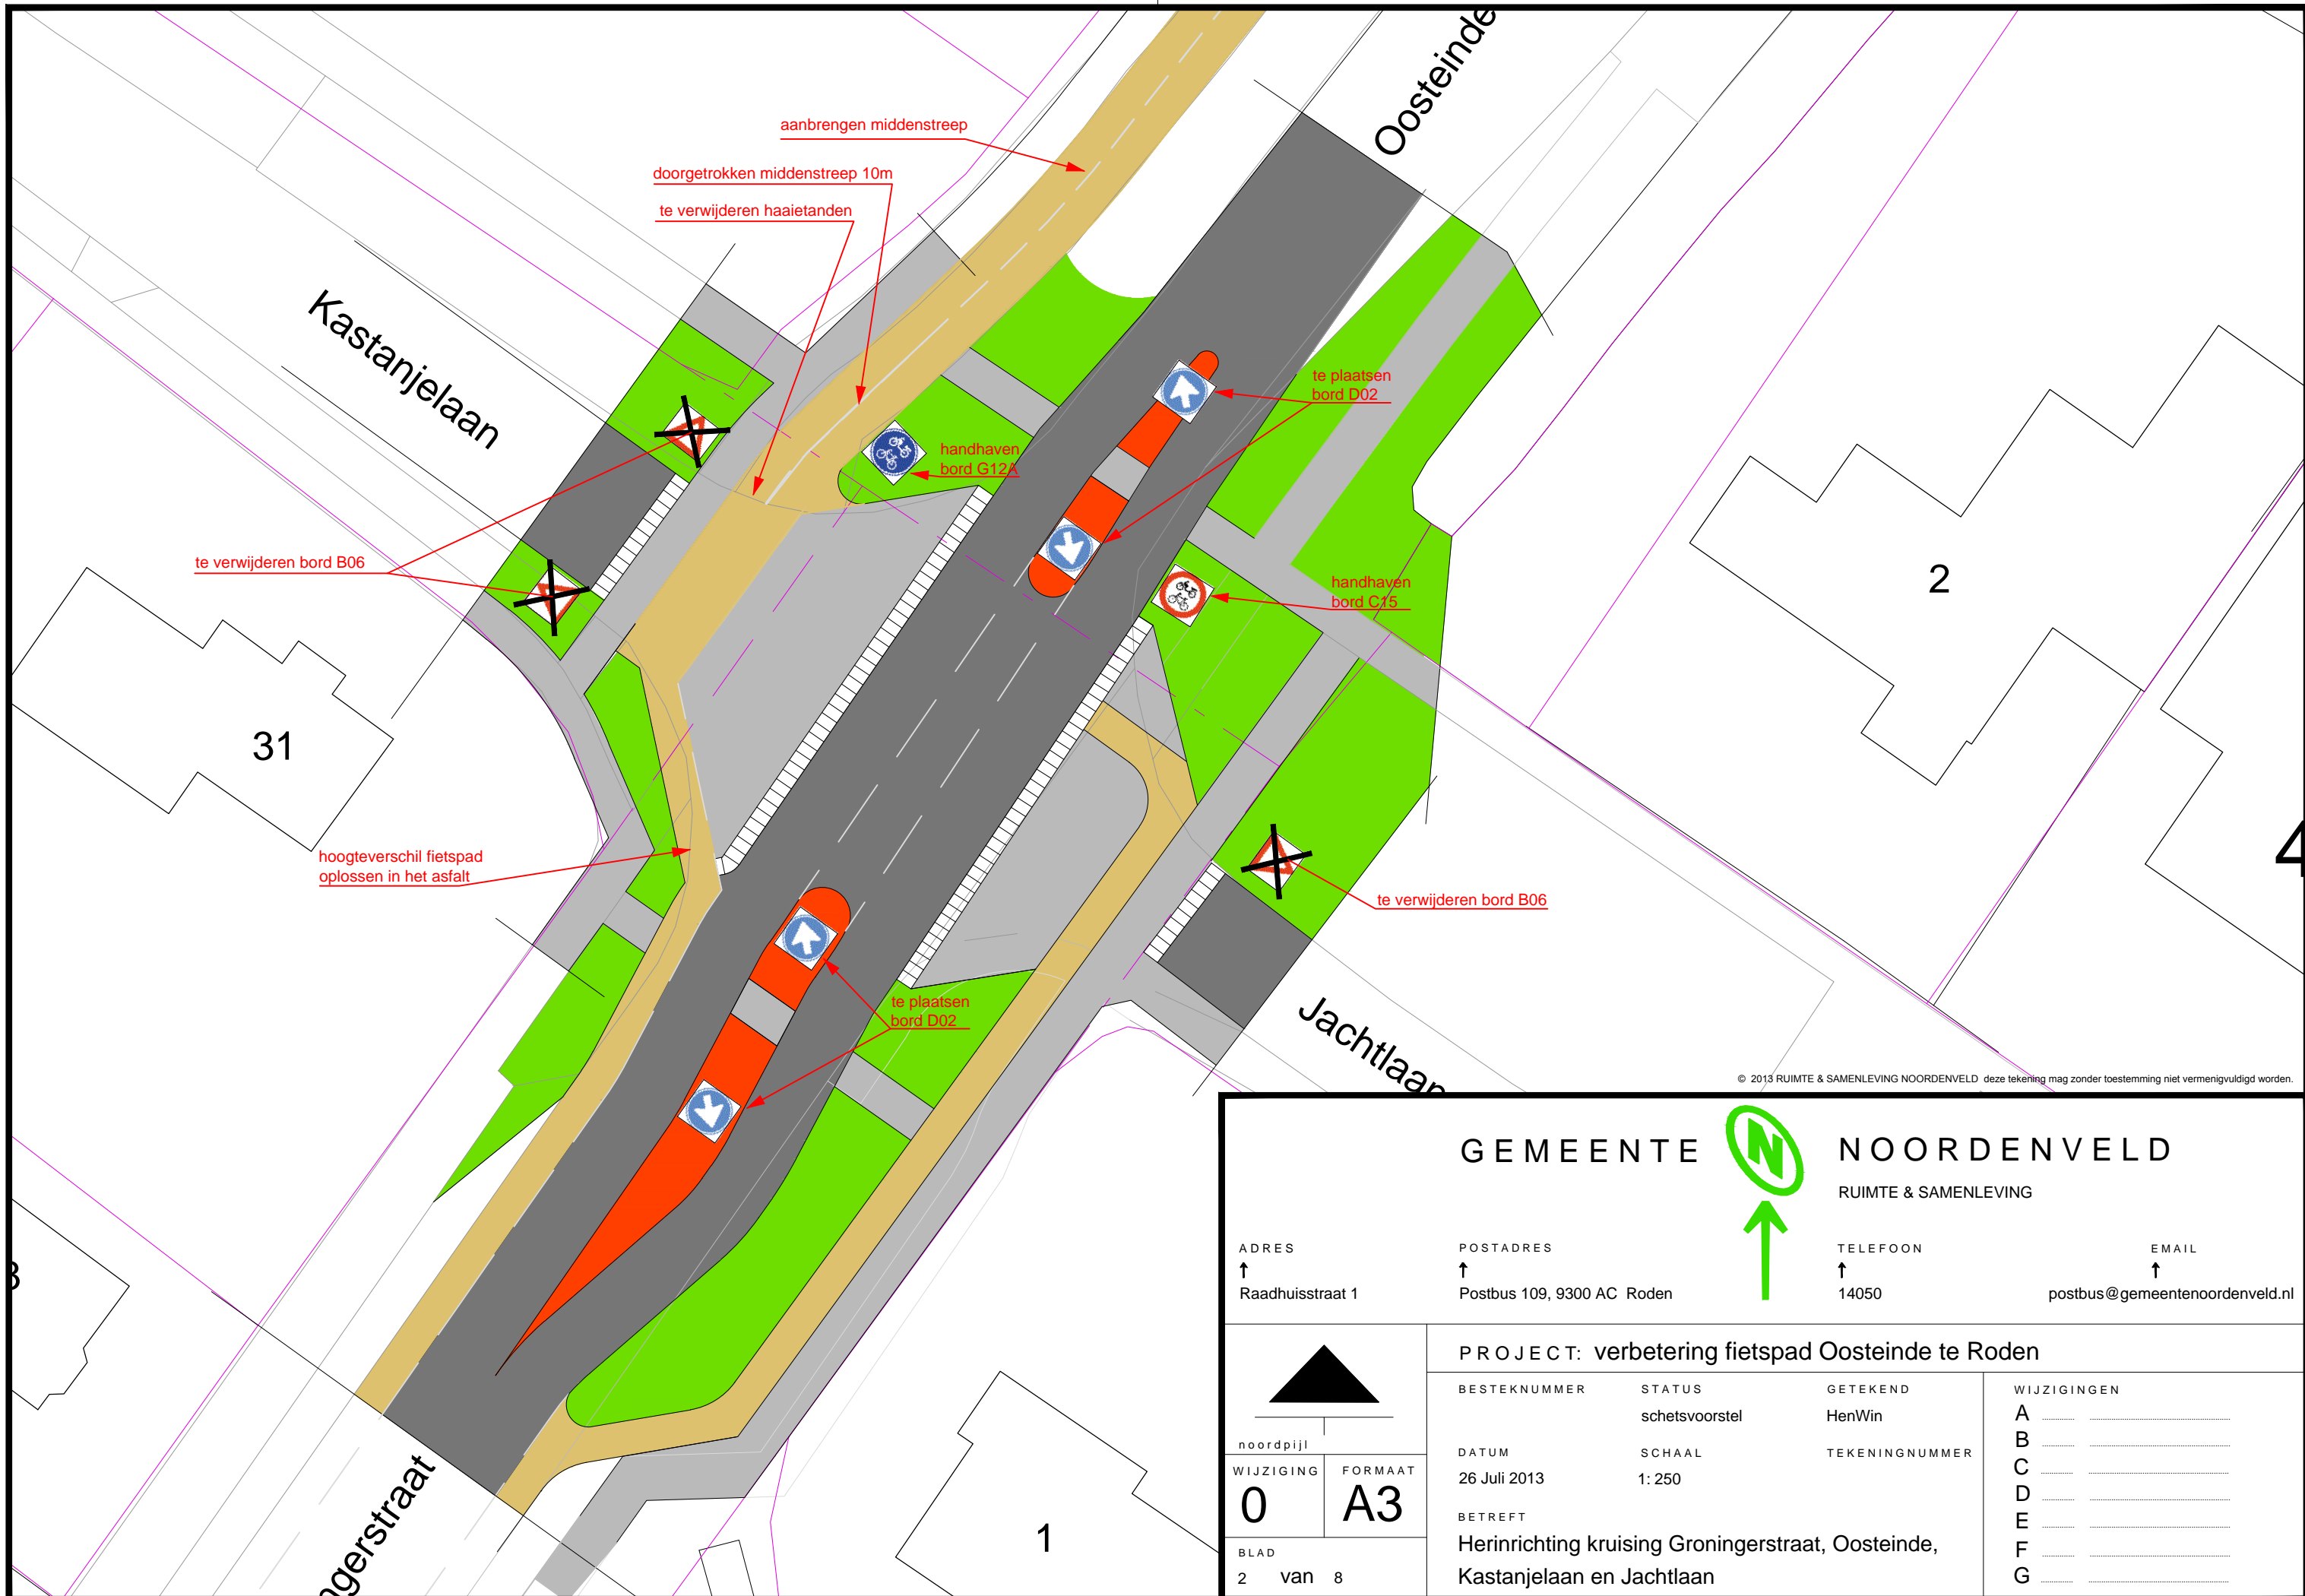 Oosteinde
aanbrengen middenstreep
doorgetrokken middenstreep 10m
te verwijderen haaietanden
Kastanjelaan
te plaatsen
bord D02
handhaven
bord G12A
te verwijderen bord B06
handhaven
bord C15
2
31
4
hoogteverschil fietspad
oplossen in het asfalt
te verwijderen bord B06
te plaatsen
bord D02
Jachtlaan
© 2013 RUIMTE & SAMENLEVING NOORDENVELD deze tekening mag zonder toestemming niet vermenigvuldigd worden.
3
ngerstraat
1
GEMEENTE N NOORDENVELD
RUIMTE & SAMENLEVING
ADRES POSTADRES TELEFOON EMAIL
Raadhuisstraat 1 Postbus 109, 9300 AC Roden 14050 postbus@gemeentenoordenveld.nl
PROJECT: verbetering fietspad Oosteinde te Roden
noordpijl
BESTEKNUMMER STATUS GETEKEND WIJZIGINGEN
schetsvoorstel HenWin
DATUM SCHAAL TEKENINGNUMMER
26 Juli 2013 1: 250
WIJZIGING FORMAAT
0 A3
BETREFT
Herinrichting kruising Groningerstraat, Oosteinde,
Kastanjelaan en Jachtlaan
BLAD
2 van 8
A
B
C
D
E
F
G